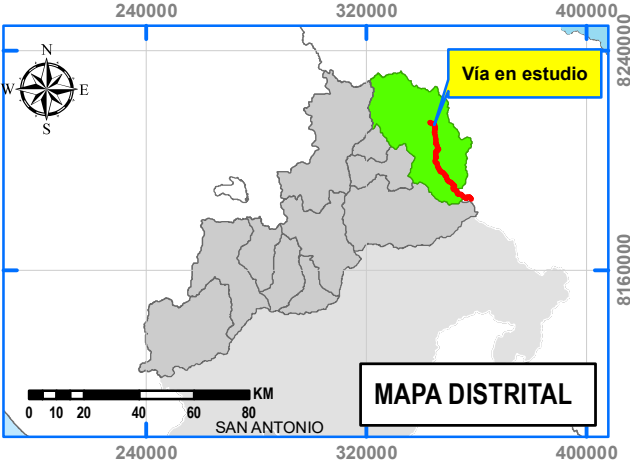 240000 320000 400000
N
W E
S
Vía en estudio
8240000
8160000
KM
0 10 20 40 60 80
SAN ANTONIO
MAPA DISTRITAL
240000 320000 400000